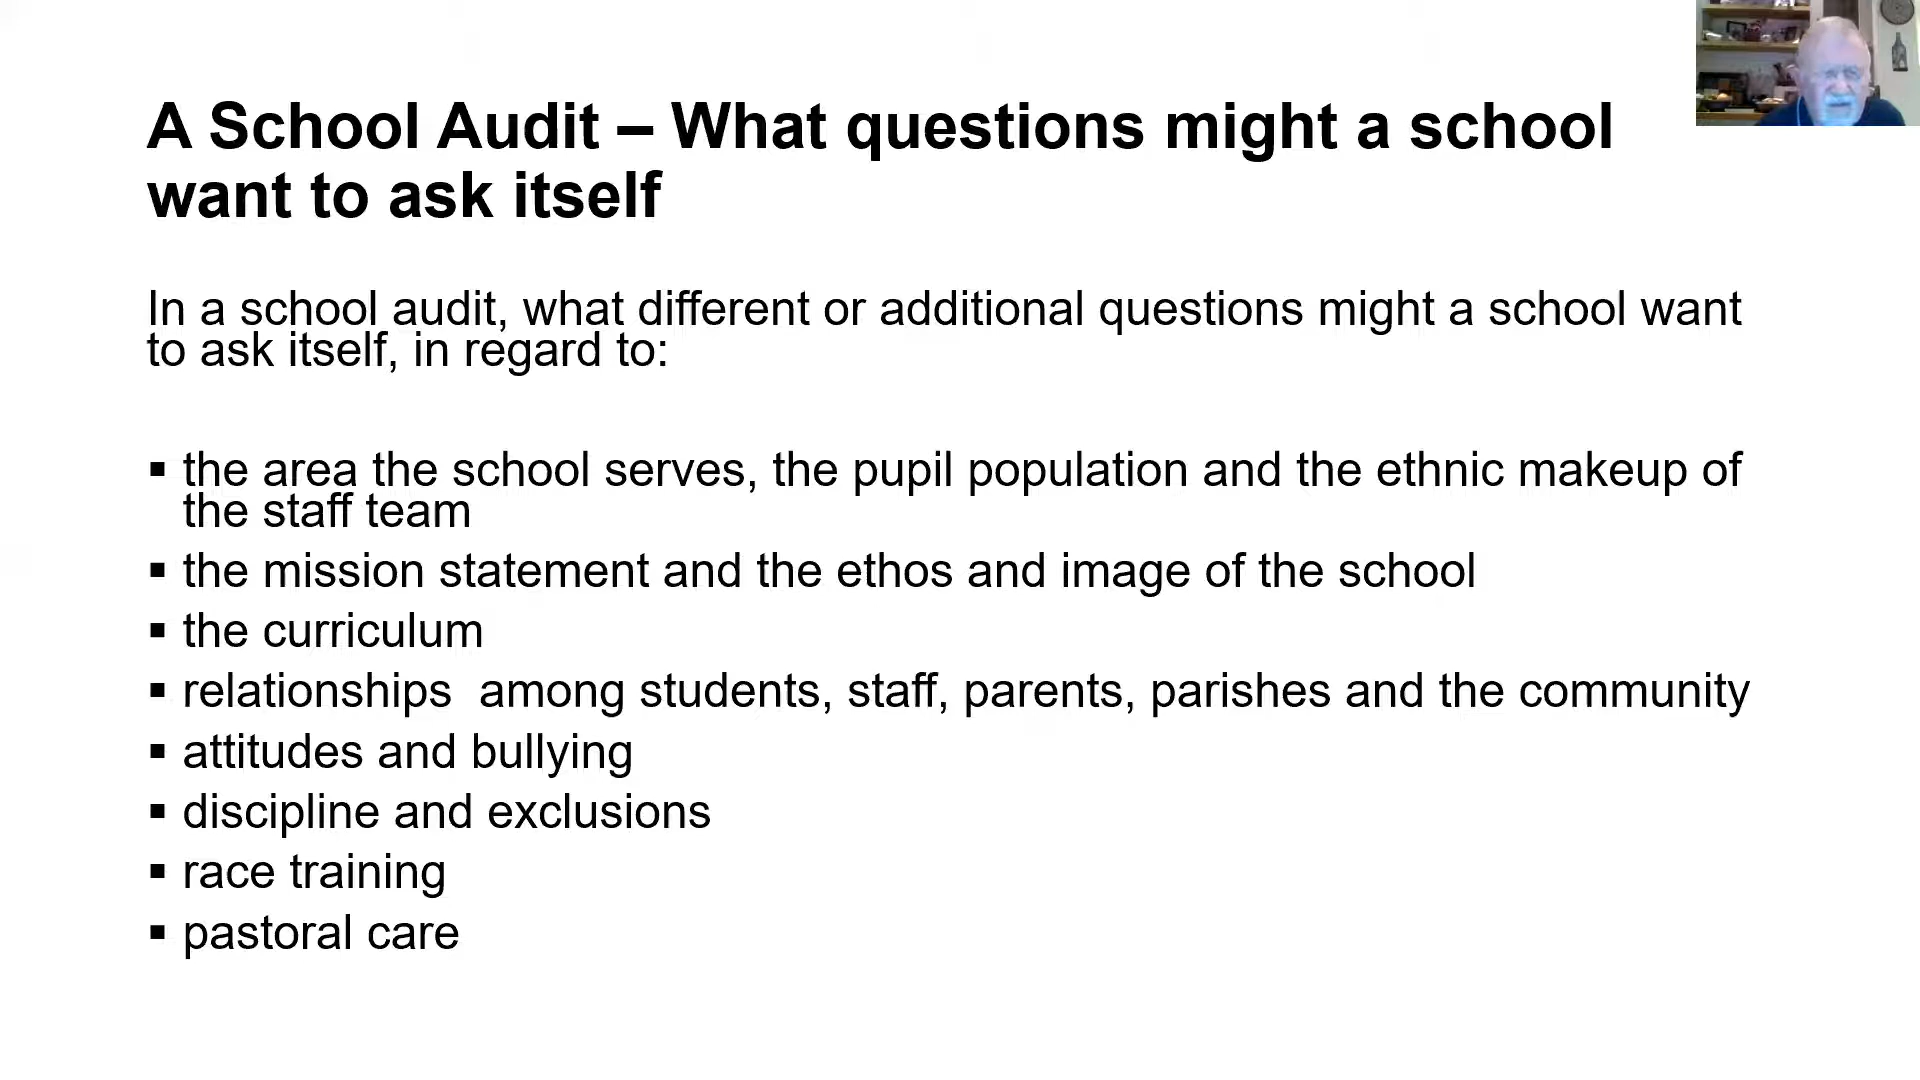 A School Audit – What questions might a school
want to ask itself
In a school audit, what different or additional questions might a school want
to ask itself, in regard to:
▪ the area the school serves, the pupil population and the ethnic makeup of
the staff team
▪ the mission statement and the ethos and image of the school
▪ the curriculum
▪ relationships  among students, staff, parents, parishes and the community
▪ attitudes and bullying
▪ discipline and exclusions
▪ race training
▪ pastoral care